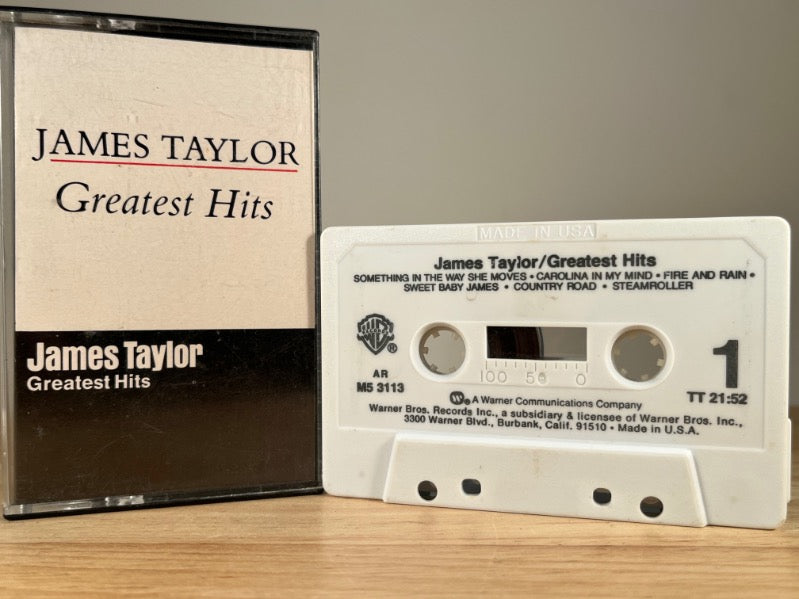 JAMES TAYLOR
Greatest Hits
James Taylor
Greatest Hits
MADE IN USA
James Taylor/Greatest Hits
SOMETHING IN THE WAY SHE MOVES • CAROLINA IN MY MIND • FIRE AND RAIN •
SWEET BABY JAMES • COUNTRY ROAD • STEAMROLLER
AR
M5 3113
100 50 0
1
TT 21:52
A Warner Communications Company
Warner Bros. Records Inc., a subsidiary & licensee of Warner Bros. Inc.,
3300 Warner Blvd., Burbank, Calif. 91510 • Made in U.S.A.